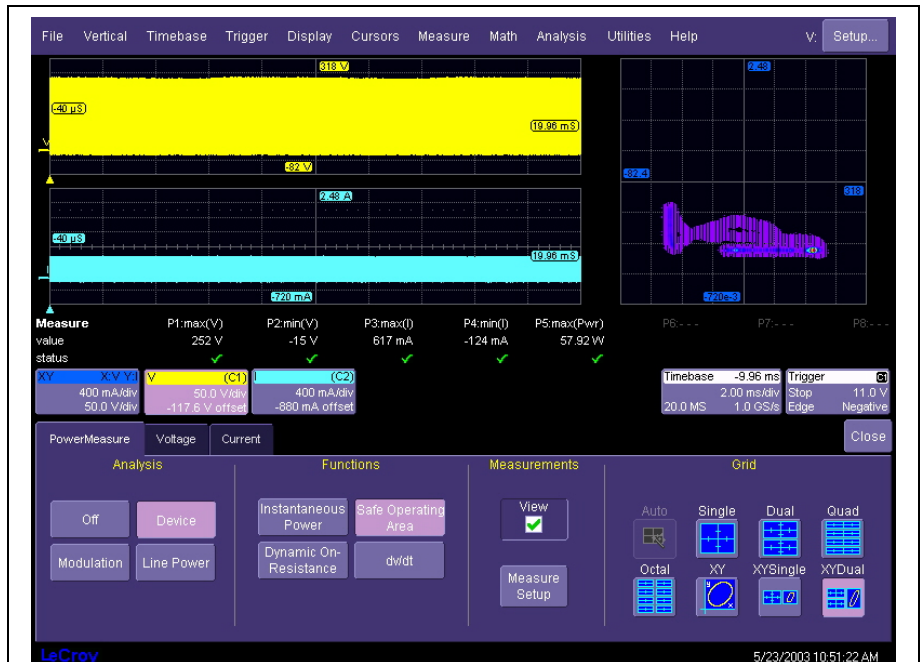 File Vertical Timebase Trigger Display Cursors Measure Math Analysis Utilities Help V: Setup...
318 V
-40 µS
19.96 mS
V
-82 V
2.48 A
-40 µS
19.96 mS
I
-720 mA
2.48
-82.4
318
-720e-3
Measure P1:max(V) P2:min(V) P3:max(I) P4:min(I) P5:max(Pwr) P6:- - - P7:- - - P8:- - -
value 252 V -15 V 617 mA -124 mA 57.92 W
status
XY X:V Y:I
400 mA/div
50.0 V/div
V (C1)
50.0 V/div
-117.6 V offset
I (C2)
400 mA/div
-880 mA offset
Timebase -9.96 ms
2.00 ms/div
20.0 MS 1.0 GS/s
Trigger C1
Stop 11.0 V
Edge Negative
PowerMeasure Voltage Current Close
Analysis
Off Device
Modulation Line Power
Functions
Instantaneous Power
Safe Operating Area
Dynamic On-Resistance
dv/dt
Measurements
View
Measure Setup
Grid
Auto Single Dual Quad
Octal XY XYSingle XYDual
LeCroy 5/23/2003 10:51:22 AM